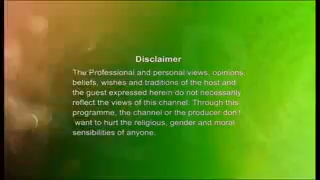 Disclaimer
The Professional and personal views, opinions,
beliefs, wishes and traditions of the host and
the guest expressed herein do not necessarily
reflect the views of this channel. Through this
programme, the channel or the producer don't
want to hurt the religious, gender and moral
sensibilities of anyone.